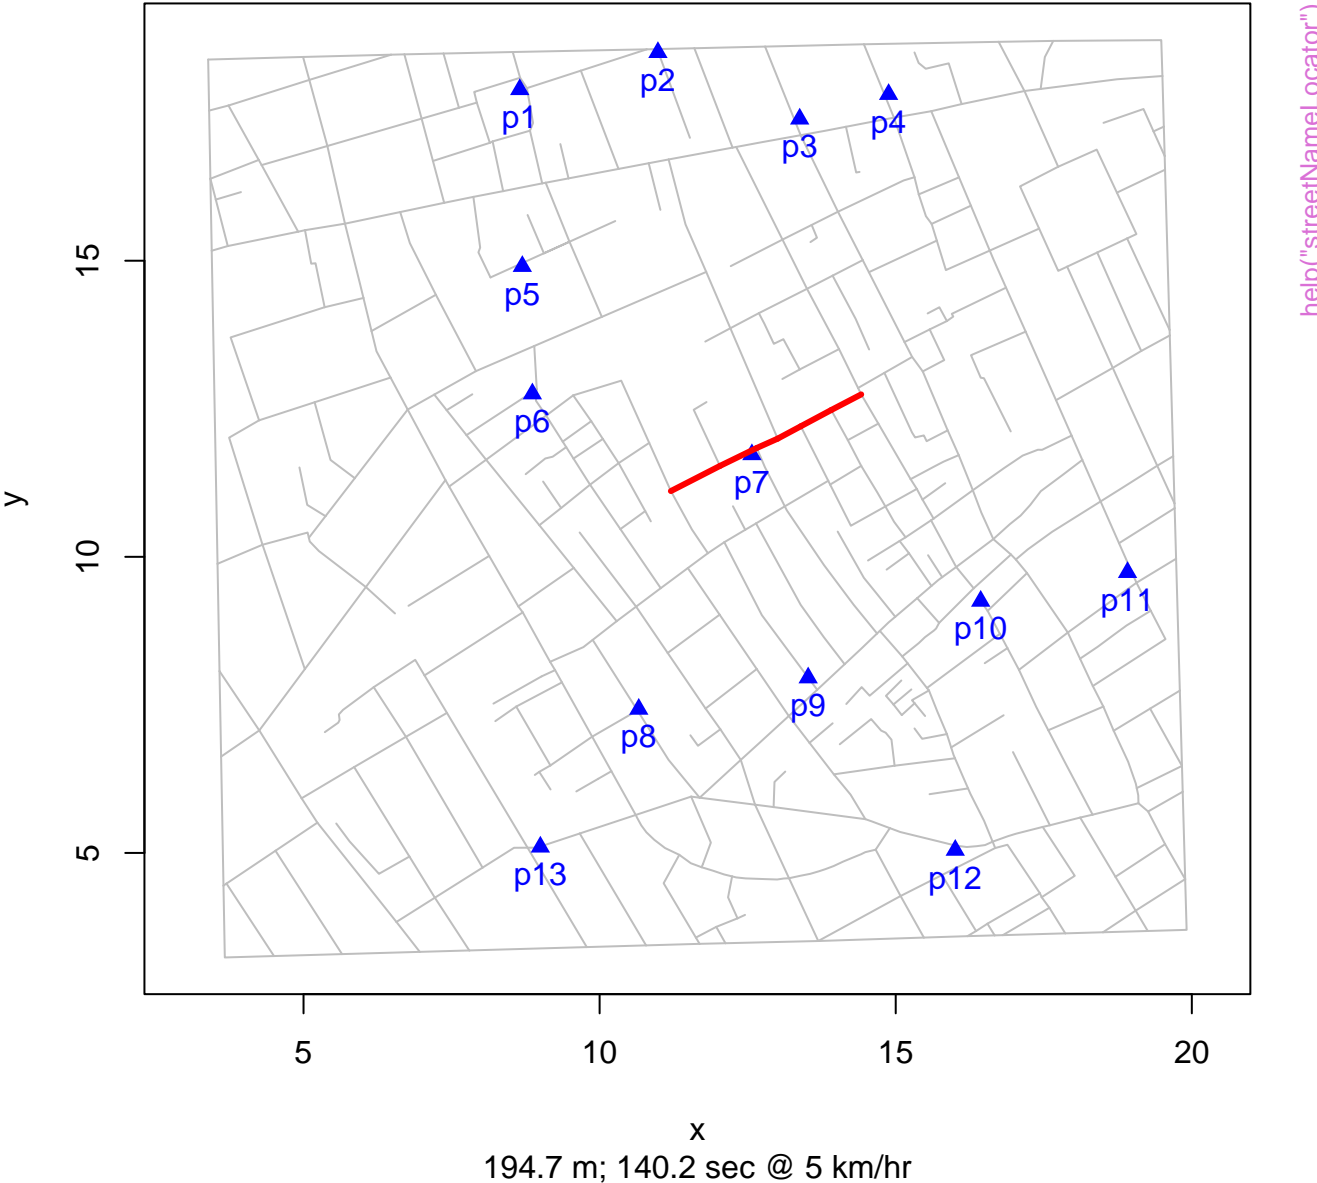 p2
p1
p4
p3
p5
p6
p7
p11
p10
p9
p8
p13
p12
15
10
5
y
5
10
15
20
x
194.7 m; 140.2 sec @ 5 km/hr
help("streetNameLocator")